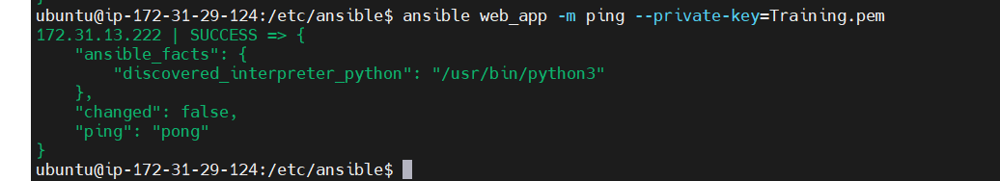 ubuntu@ip-172-31-29-124:/etc/ansible$ ansible web_app -m ping --private-key=Training.pem
172.31.13.222 | SUCCESS => {
    "ansible_facts": {
        "discovered_interpreter_python": "/usr/bin/python3"
    },
    "changed": false,
    "ping": "pong"
}
ubuntu@ip-172-31-29-124:/etc/ansible$